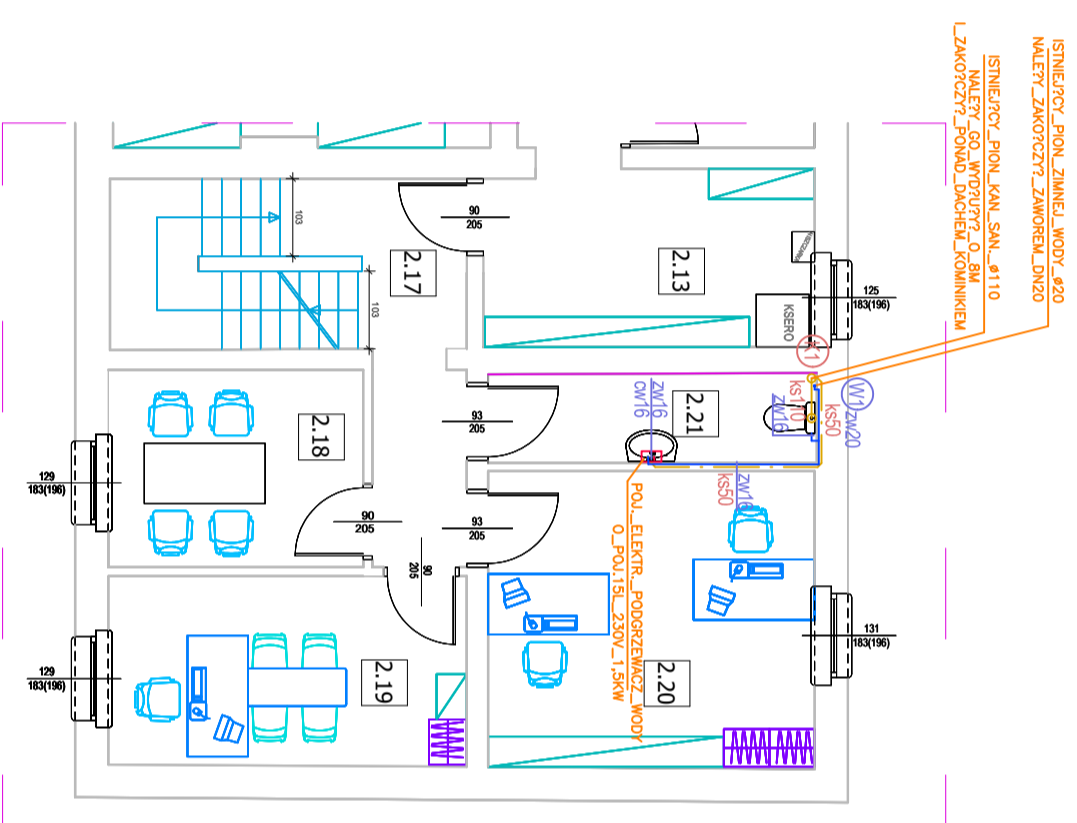 ISTNIEJ?CY_PION_ZIMNEJ_WODY_ø20
NALE?Y_ZAKO?CZY?_ZAWOREM_DN20
ISTNIEJ?CY_PION_KAN_SAN._ø110
NALE?Y_GO_WYD?U?Y?_O_8M
I_ZAKO?CZY?_PONAD_DACHEM_KOMINIKIEM
103
103
90
205
2.17
2.13
KSERO
125
183(196)
K1
W1
zw20
ks50
ks110
zw16
2.21
zw16
cw16
93
205
2.18
129
183(196)
90
205
93
205
90
205
zw16
ks50
POJ._ELEKTR._PODGRZEWACZ_WODY
O_POJ.15L_230V_1,5KW
131
183(196)
2.20
2.19
129
183(196)